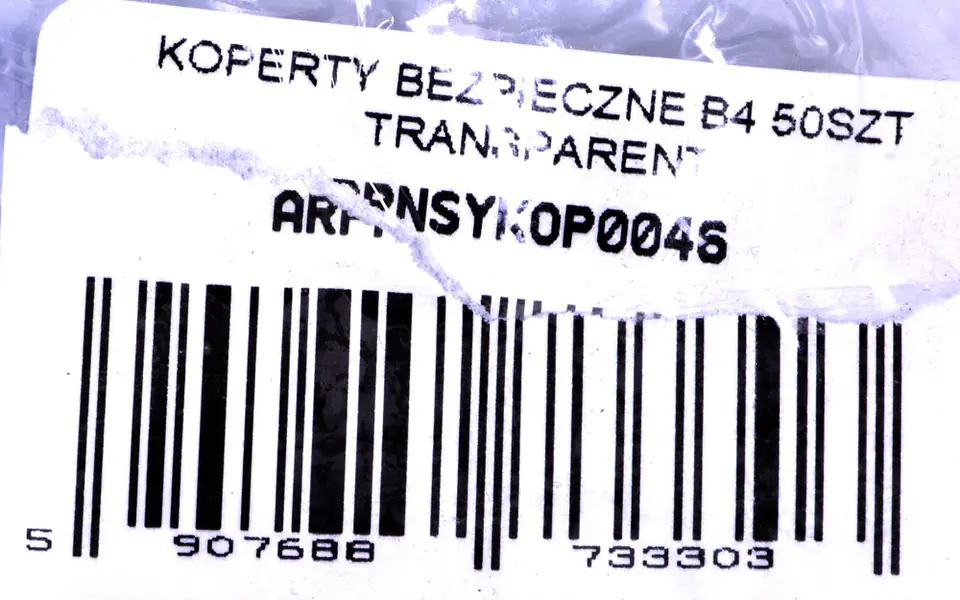 KOPERTY BEZPIECZNE B4 50SZT
TRANSPARENT
5 907688 733303